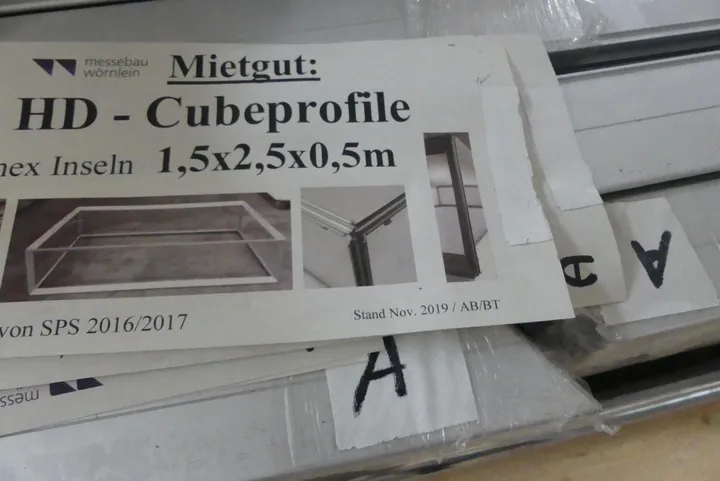 messebau
wörnlein
Mietgut:
HD - Cubeprofile
nex Inseln 1,5x2,5x0,5m
von SPS 2016/2017
Stand Nov. 2019 / AB/BT
e
A
A
mess